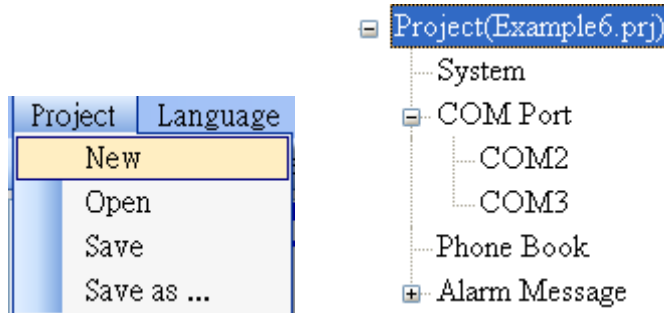 Project Language
New
Open
Save
Save as ...
Project(Example6.prj)
System
COM Port
COM2
COM3
Phone Book
Alarm Message